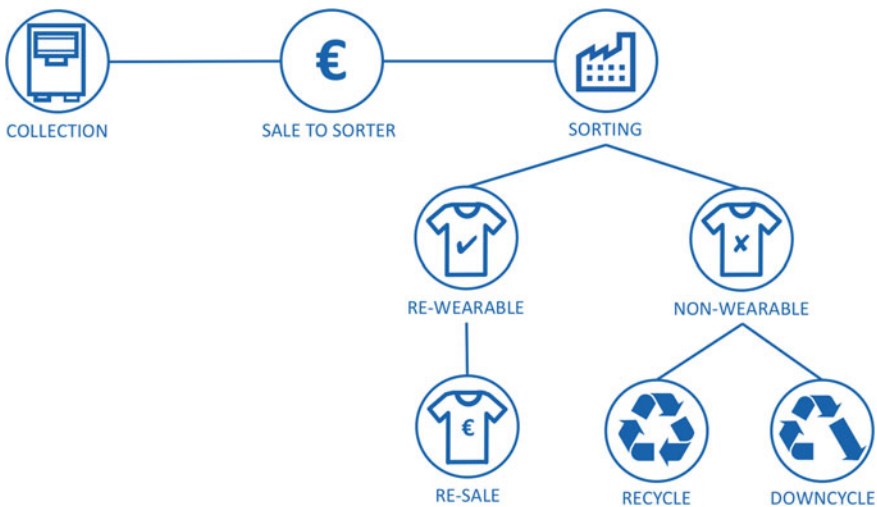 €
COLLECTION
SALE TO SORTER
SORTING
RE-WEARABLE
NON-WEARABLE
€
RE-SALE
RECYCLE
DOWNCYCLE